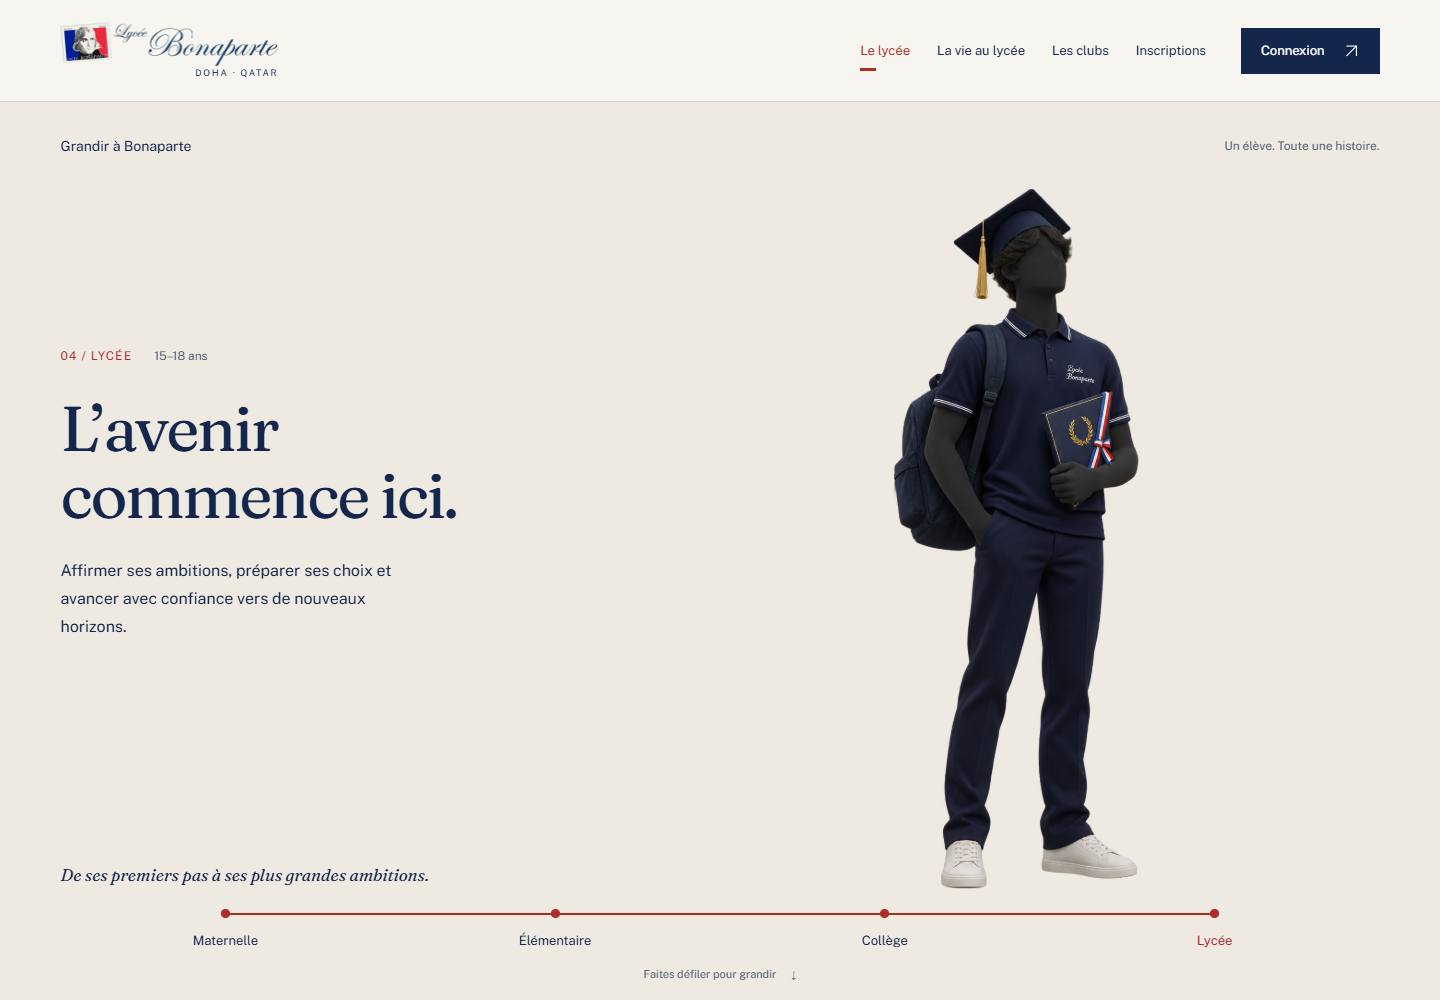 Lycée Bonaparte
DOHA · QATAR
Le lycée
La vie au lycée
Les clubs
Inscriptions
Connexion
Grandir à Bonaparte
Un élève. Toute une histoire.
04 / LYCÉE 15–18 ans
L’avenir
commence ici.
Affirmer ses ambitions, préparer ses choix et
avancer avec confiance vers de nouveaux
horizons.
Lycée
Bonaparte
De ses premiers pas à ses plus grandes ambitions.
Maternelle
Élémentaire
Collège
Lycée
Faites défiler pour grandir ↓